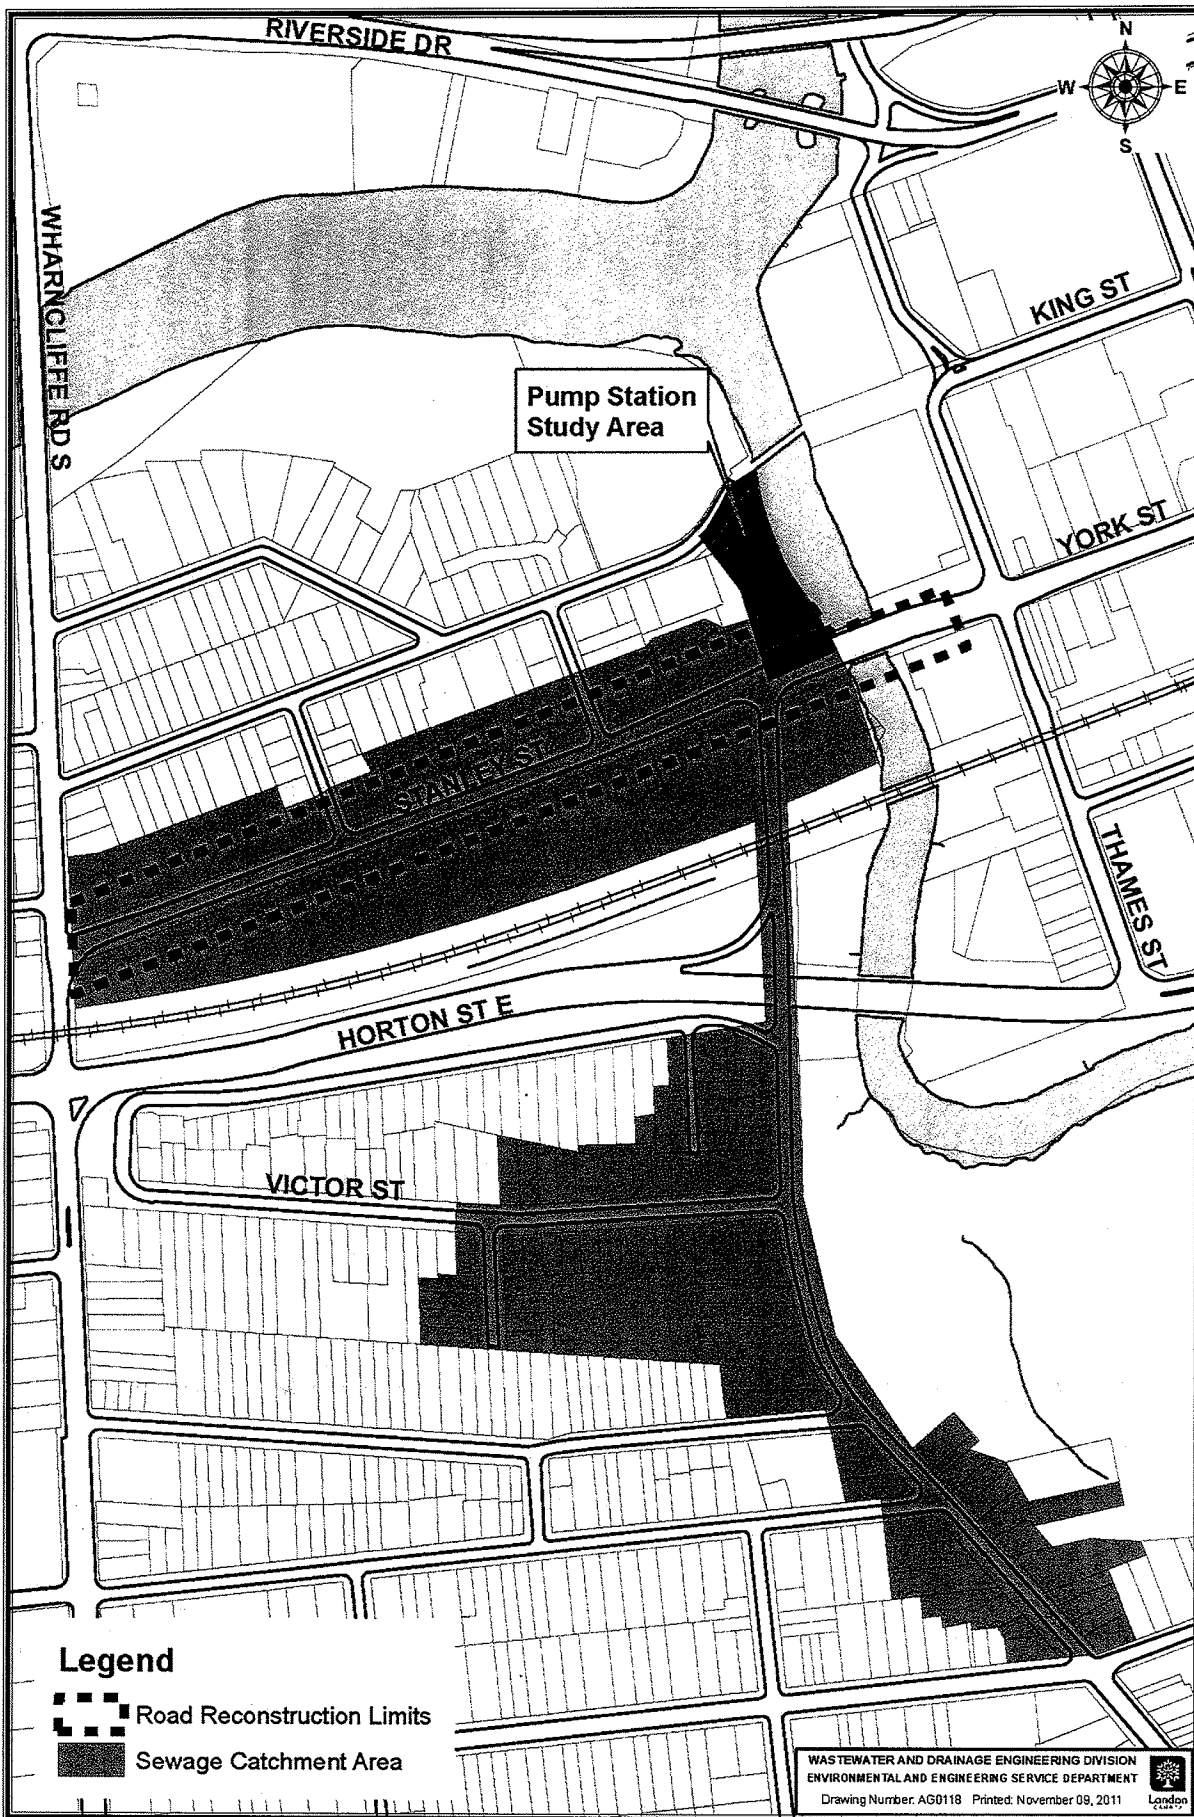 RIVERSIDE DR
N
W E
S
WHARNCLIFFE RD S
KING ST
Pump Station
Study Area
YORK ST
STANLEY ST
THAMES ST
HORTON ST E
VICTOR ST
Legend
Road Reconstruction Limits
Sewage Catchment Area
WASTEWATER AND DRAINAGE ENGINEERING DIVISION
ENVIRONMENTAL AND ENGINEERING SERVICE DEPARTMENT
Drawing Number: AG0118 Printed: November 09, 2011
London
CANADA